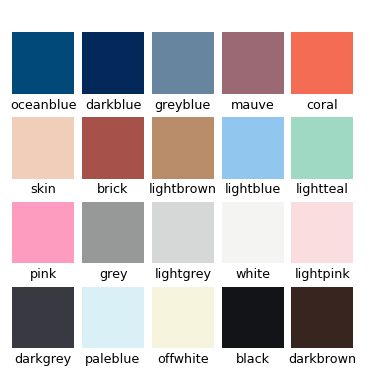 oceanblue darkblue greyblue mauve coral
skin brick lightbrown lightblue lightteal
pink grey lightgrey white lightpink
darkgrey paleblue offwhite black darkbrown